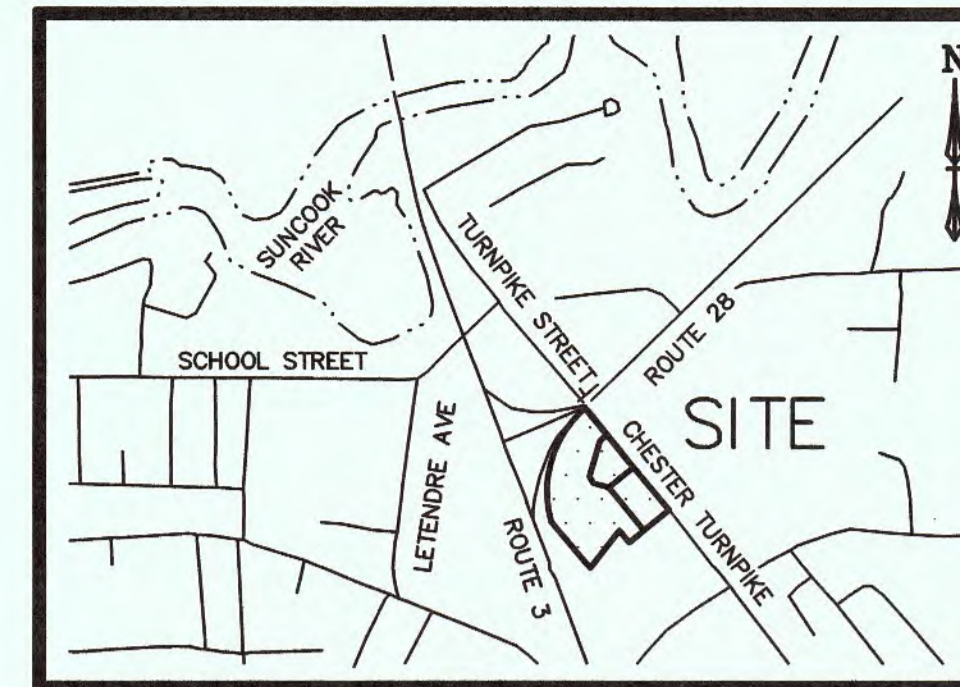 N
SUNCOOK
RIVER
TURNPIKE STREET
ROUTE 28
SCHOOL STREET
SITE
LETENDRE AVE
CHESTER TURNPIKE
ROUTE 3